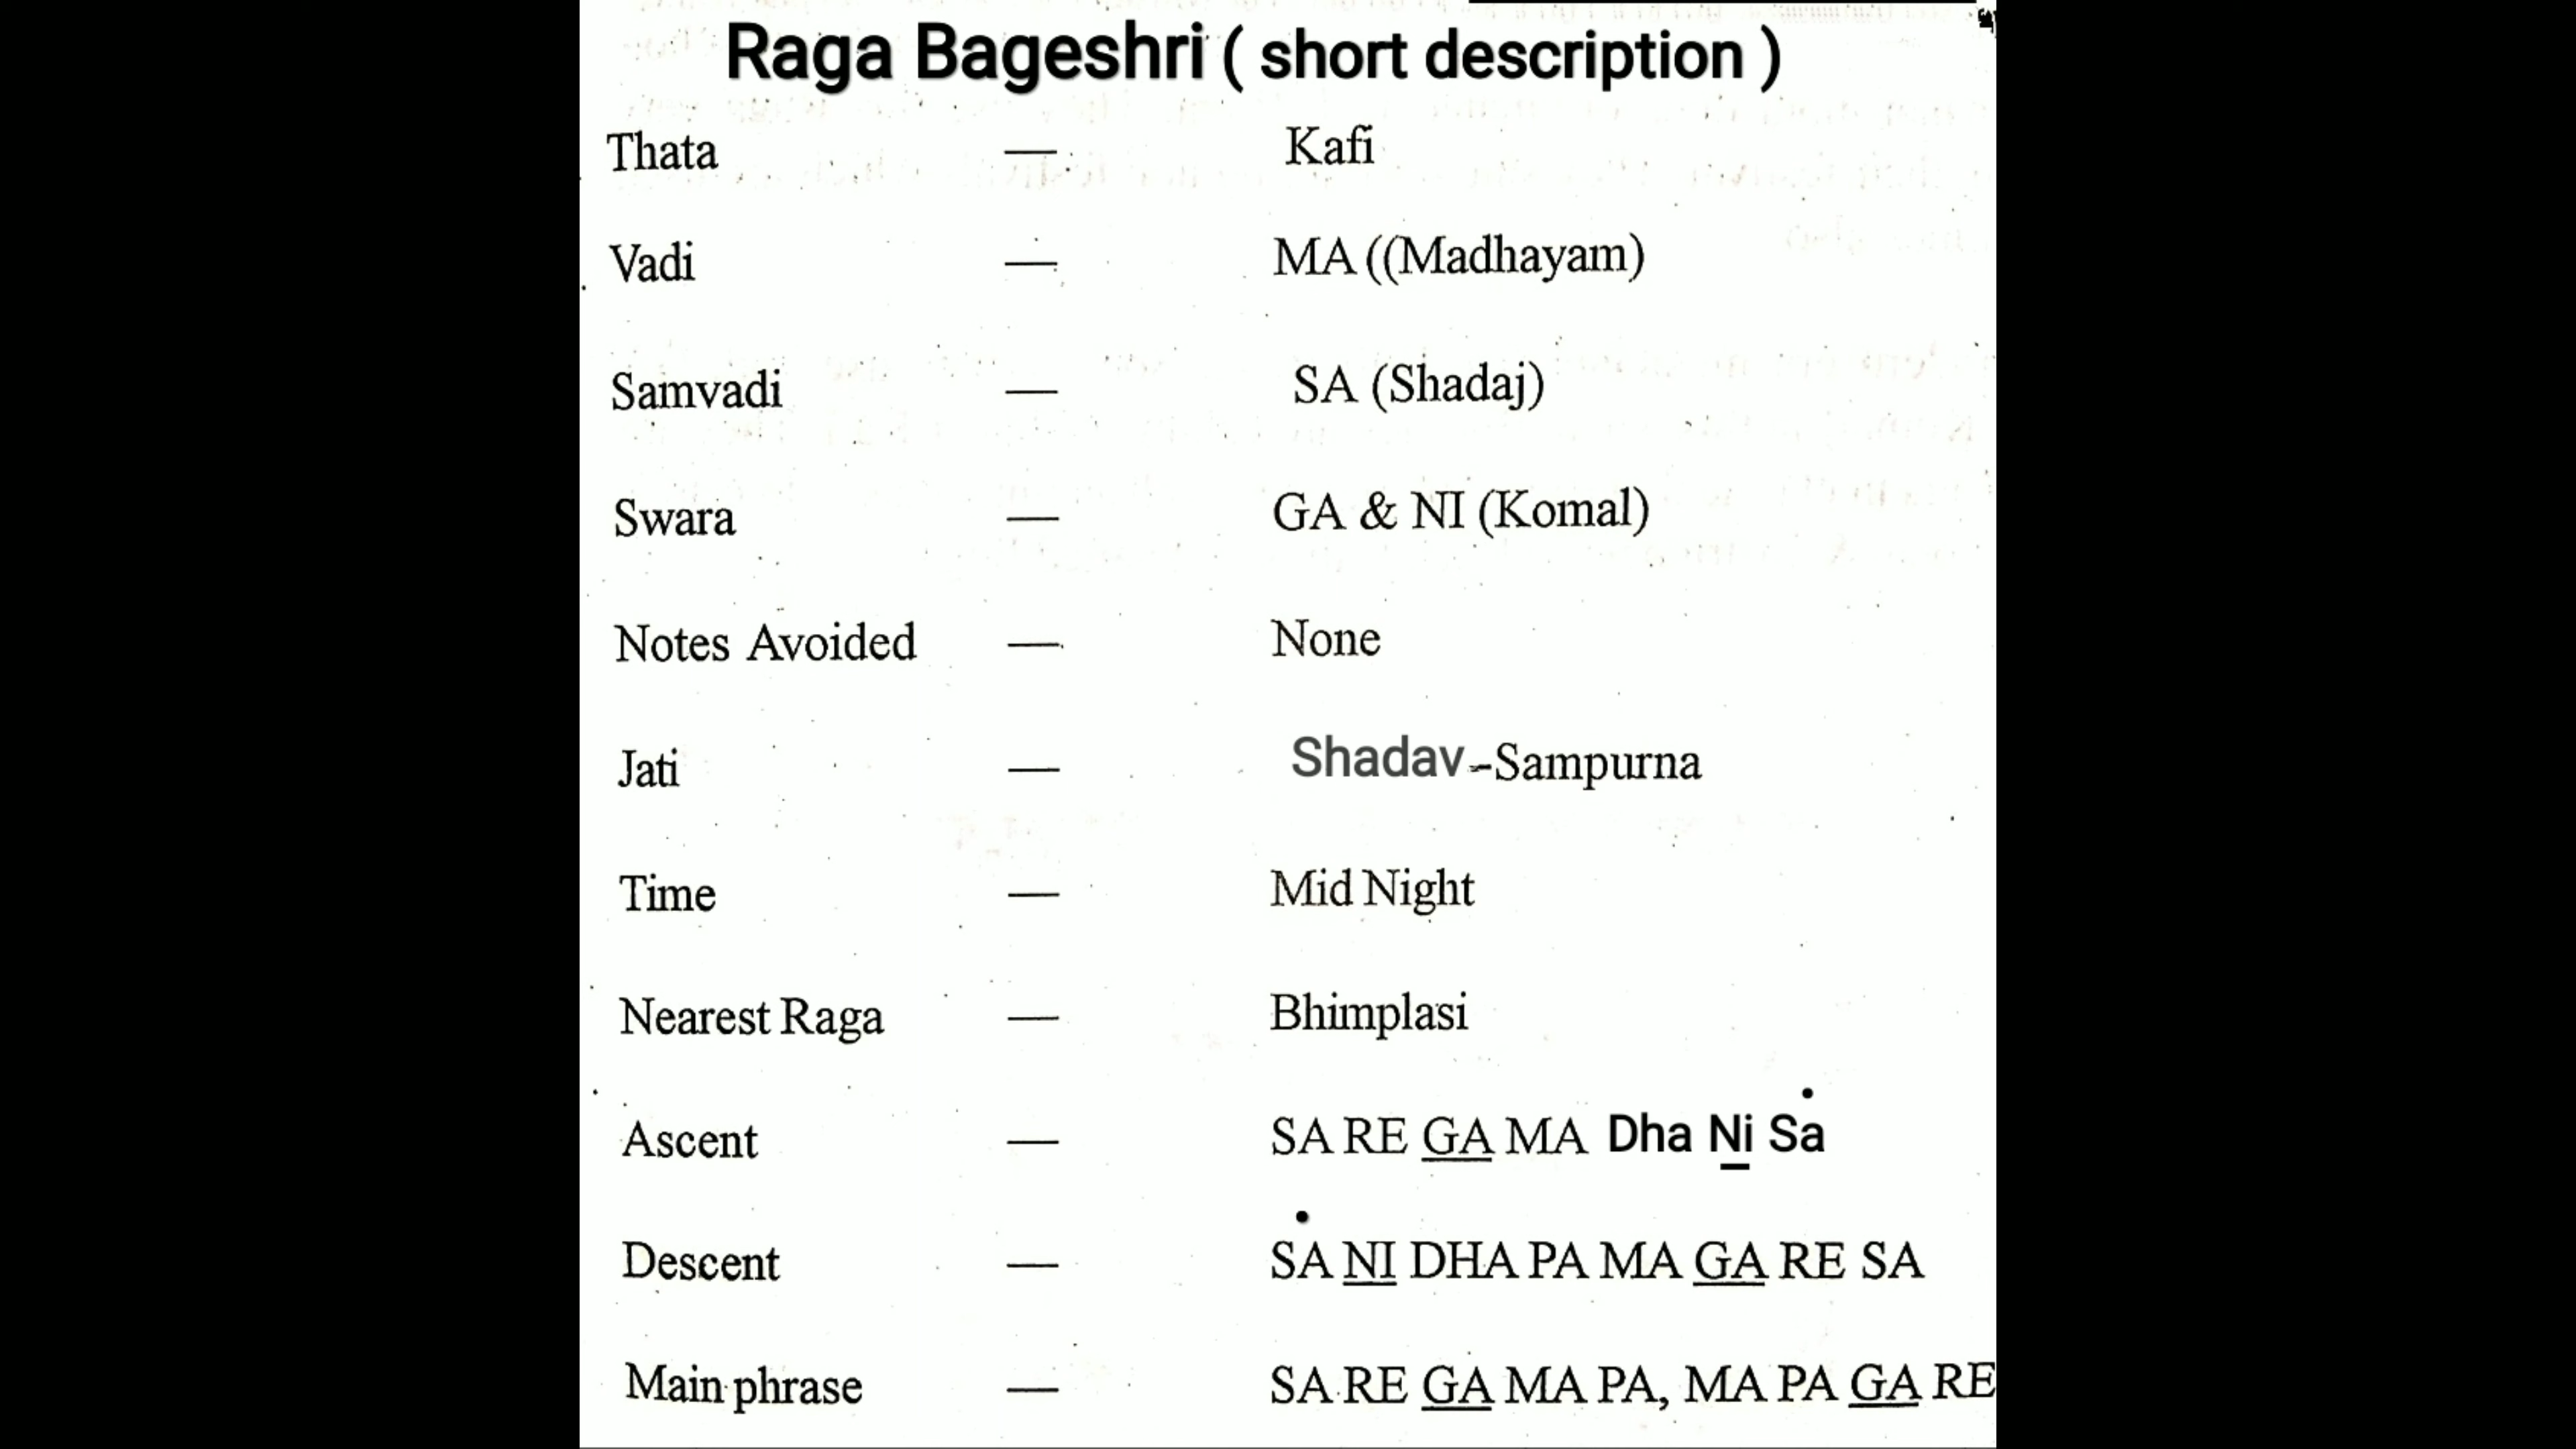 Raga Bageshri ( short description )
Thata — Kafi
Vadi — MA ((Madhayam)
Samvadi — SA (Shadaj)
Swara — GA & NI (Komal)
Notes Avoided — None
Jati — Shadav-Sampurna
Time — Mid Night
Nearest Raga — Bhimplasi
Ascent — SA RE GA MA Dha Ni Sa
Descent — SA NI DHA PA MA GA RE SA
Main phrase — SA RE GA MA PA, MA PA GA RE